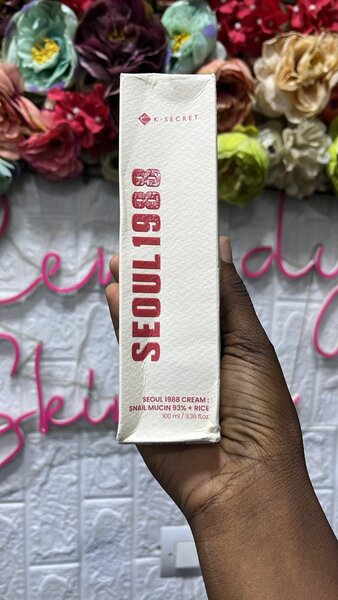 K-SECRET
SEOUL1988
SEOUL 1988 CREAM :
SNAIL MUCIN 93% + RICE
100 ml / 3.38 fl.oz